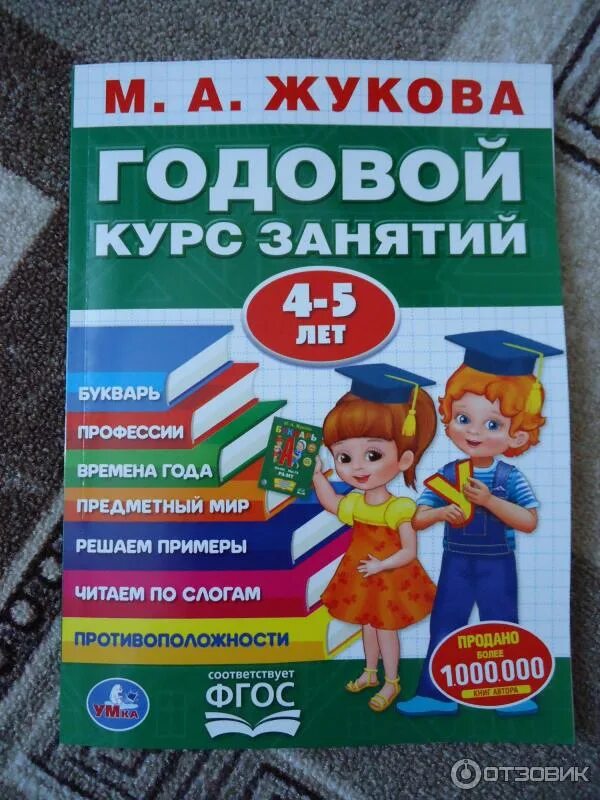 М. А. ЖУКОВА
ГОДОВОЙ
КУРС ЗАНЯТИЙ
4-5
ЛЕТ
БУКВАРЬ
ПРОФЕССИИ
ВРЕМЕНА ГОДА
ПРЕДМЕТНЫЙ МИР
РЕШАЕМ ПРИМЕРЫ
ЧИТАЕМ ПО СЛОГАМ
ПРОТИВОПОЛОЖНОСТИ
БУКВАРЬ
А
У
ПРОДАНО
БОЛЕЕ
1.000.000
КНИГ АВТОРА
соответствует
ФГОС
УМКа
ОТЗОВИК